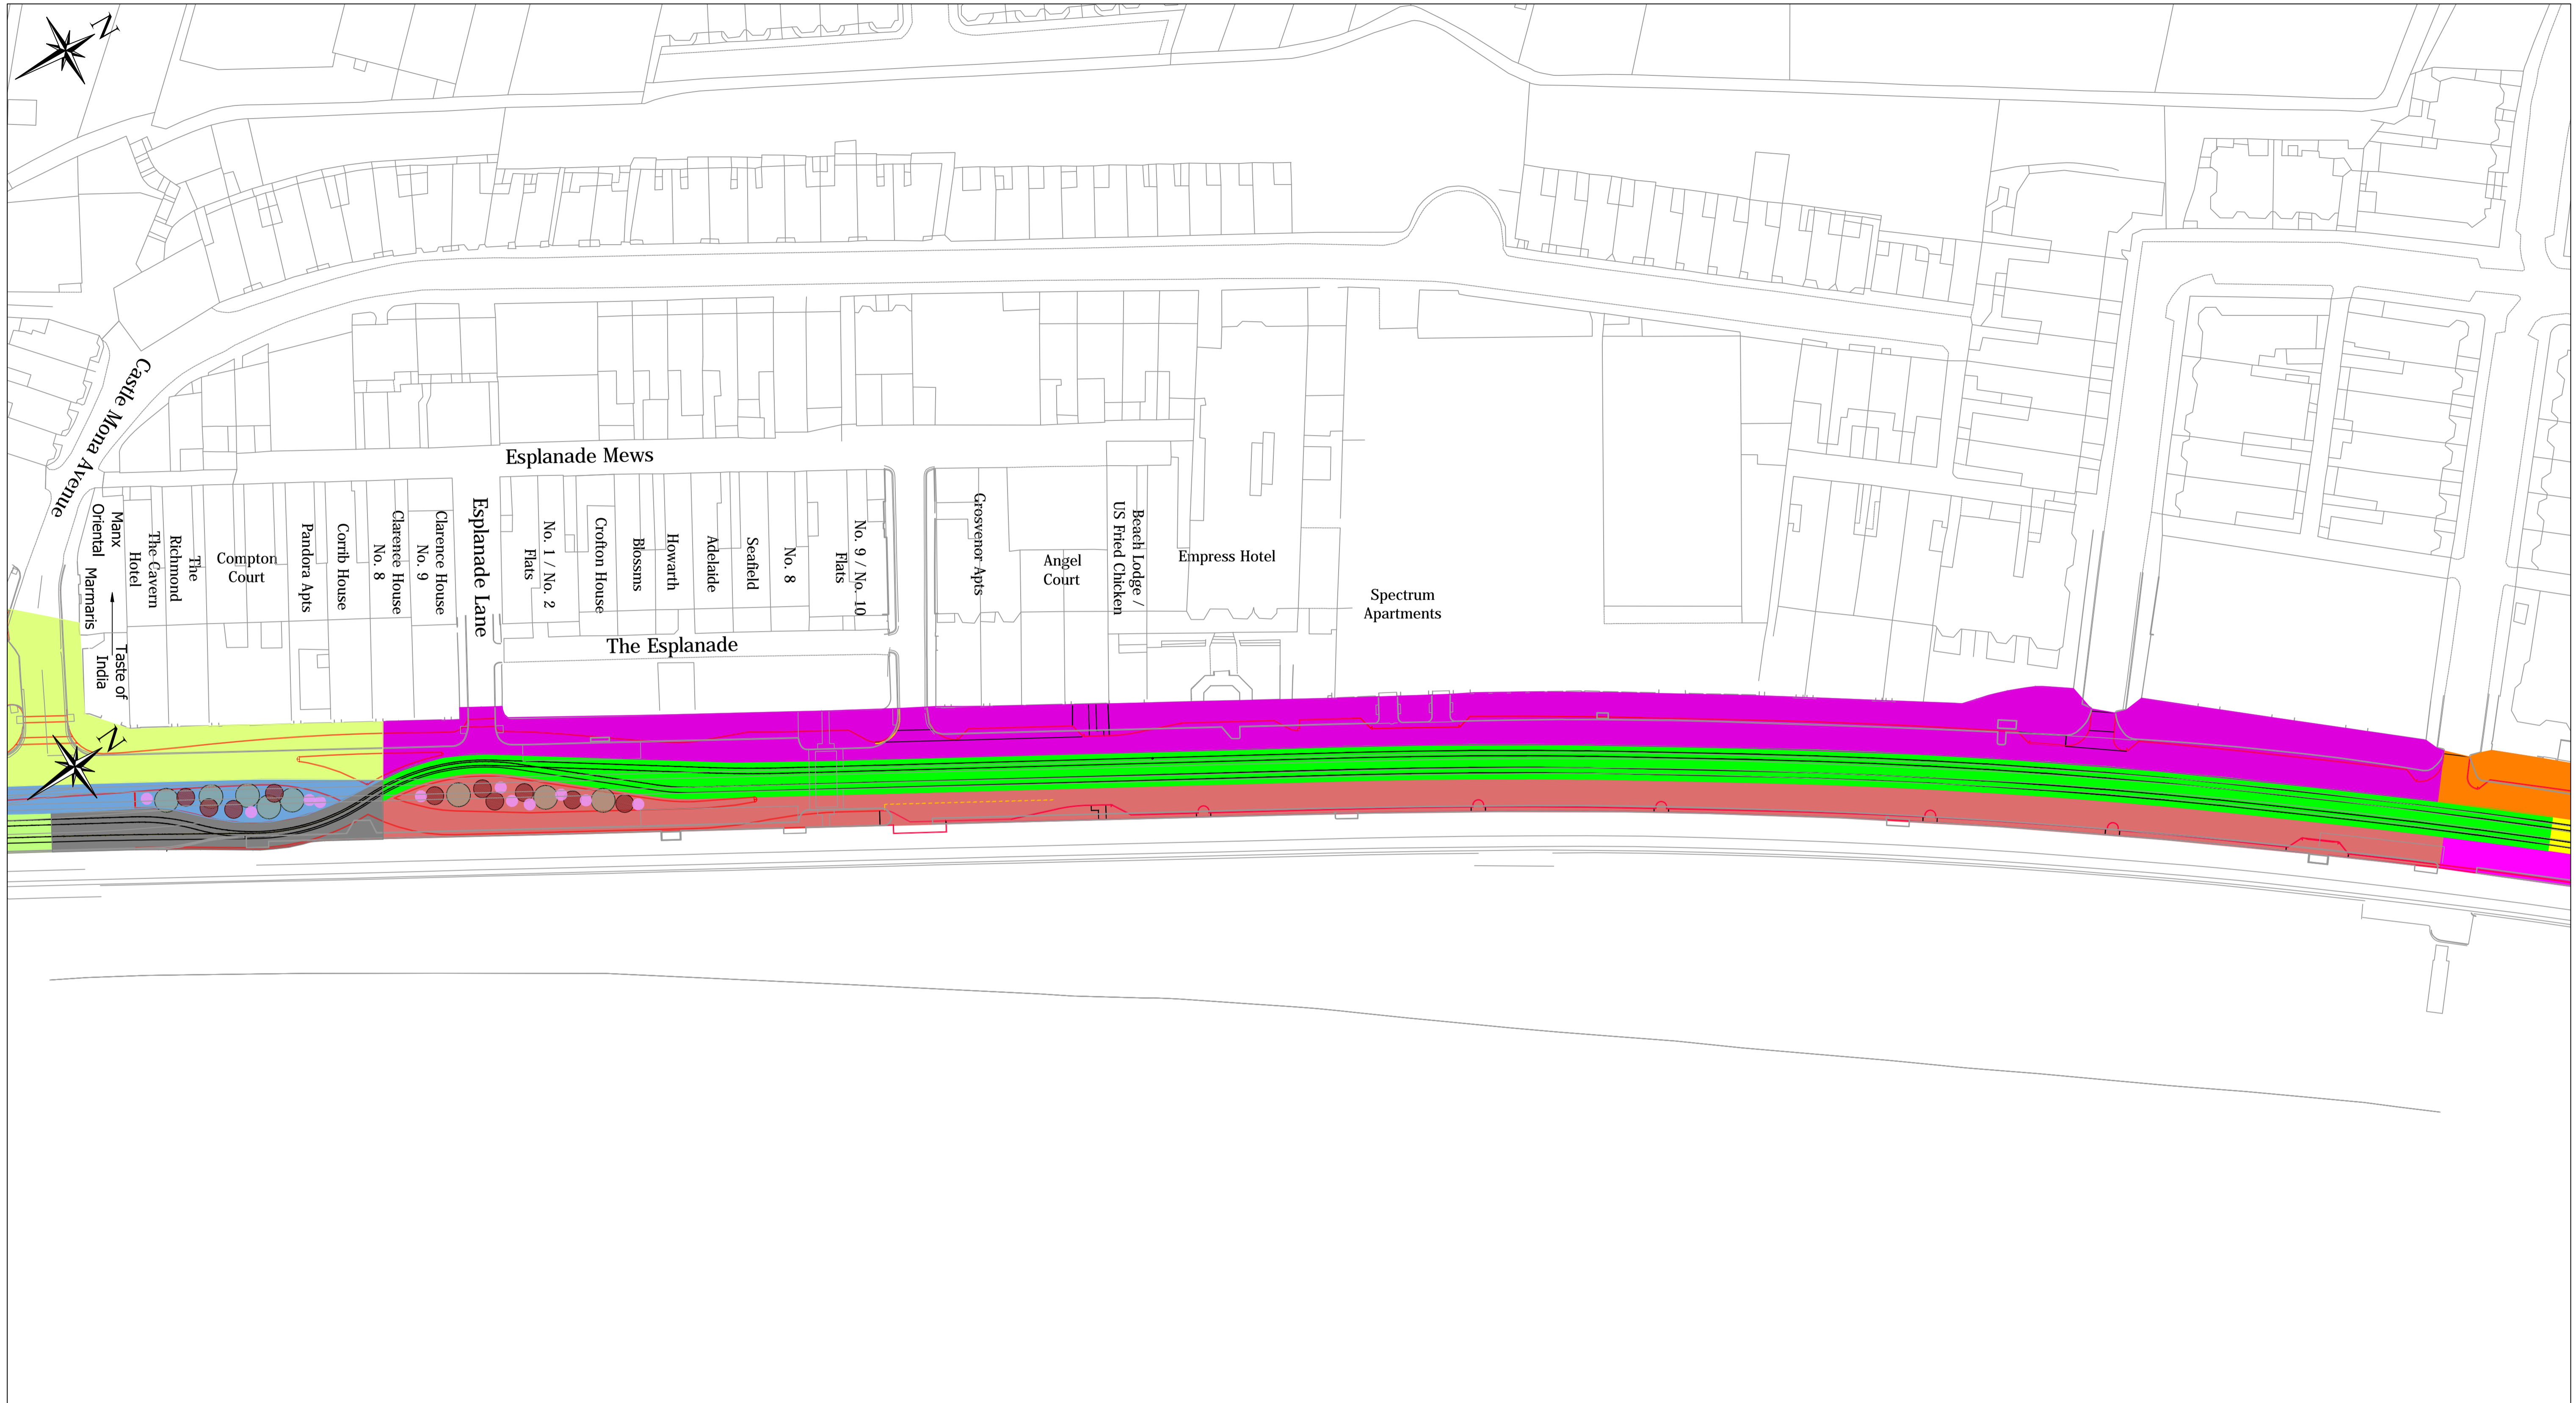 N
Castle Mona Avenue
Esplanade Mews
Oriental
Manx
Marmaris
Taste of
India
Hotel
The Cavern
Richmond
The
Compton
Court
Pandora Apts
Corrib House
Clarence House
No. 8
Clarence House
No. 9
Esplanade Lane
No. 1 / No. 2
Flats
Crofton House
Blossms
Howarth
Adelaide
Seafield
No. 8
No. 9 / No. 10
Flats
Grosvenor Apts
Angel
Court
Beach Lodge /
US Fried Chicken
Empress Hotel
Spectrum
Apartments
The Esplanade
N